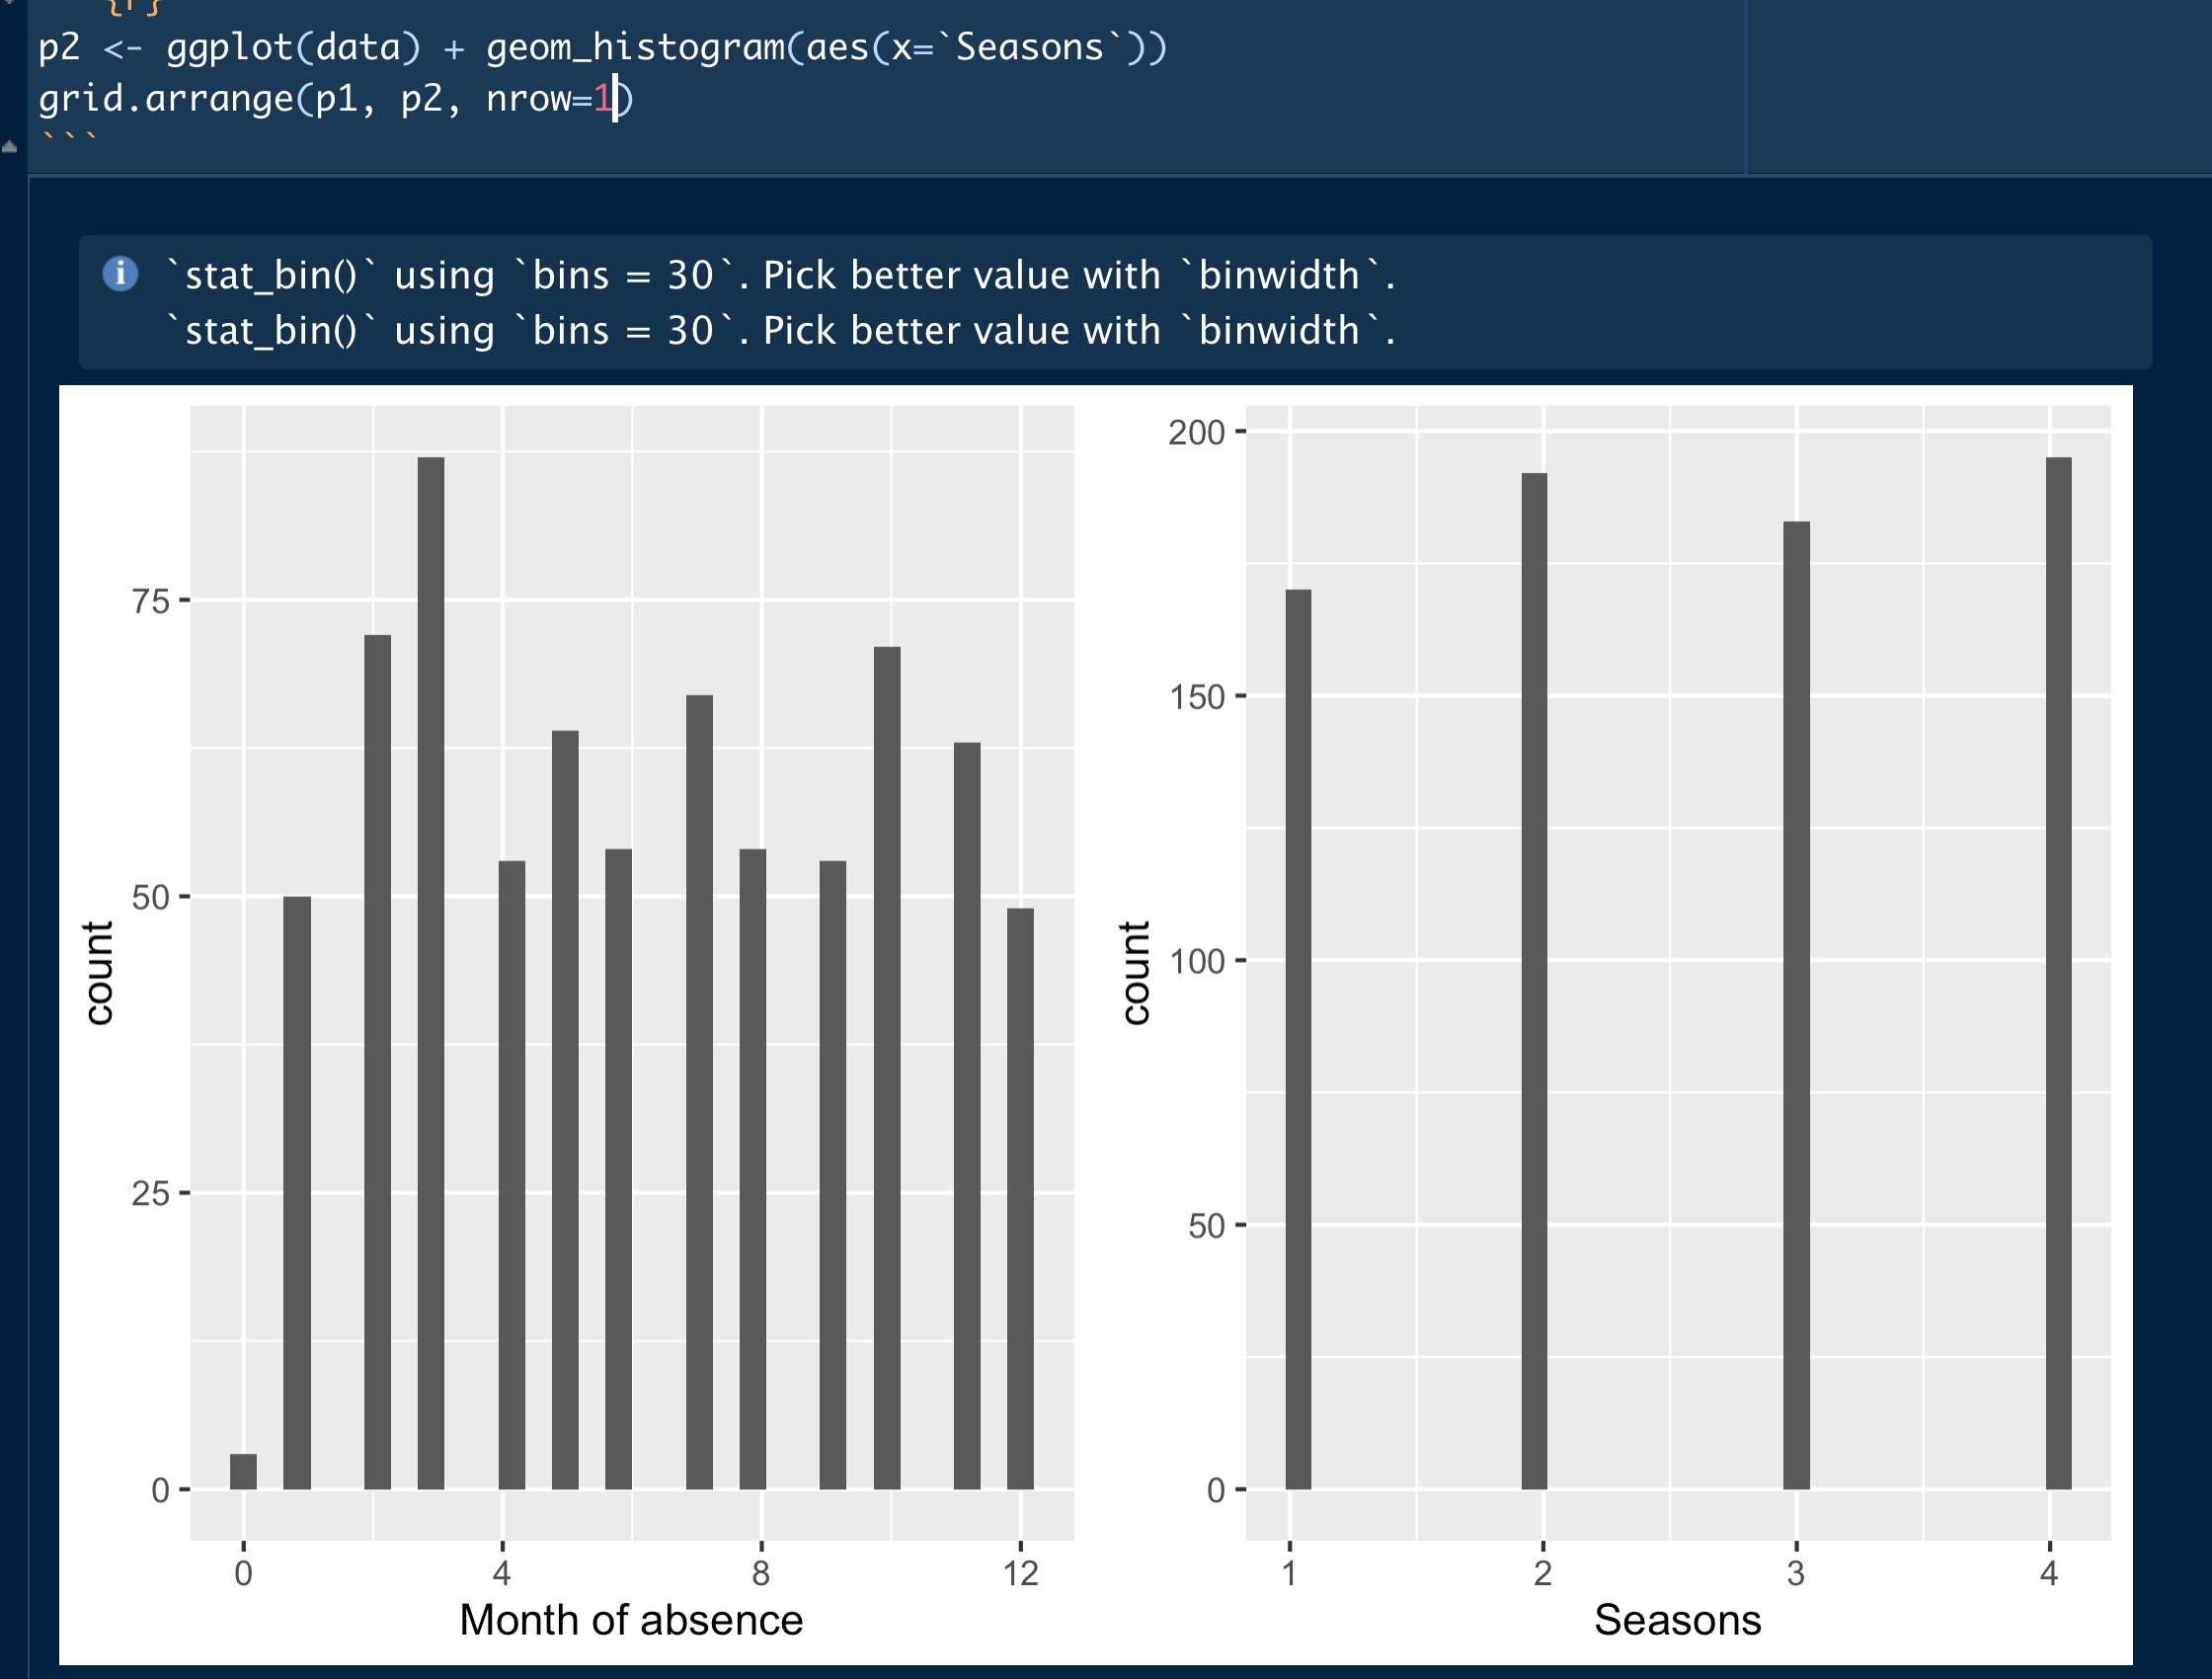 {r}
p2 <- ggplot(data) + geom_histogram(aes(x=`Seasons`))
grid.arrange(p1, p2, nrow=1)
```
`stat_bin()` using `bins = 30`. Pick better value with `binwidth`.
`stat_bin()` using `bins = 30`. Pick better value with `binwidth`.
75
50
25
0
count
0 4 8 12
Month of absence
200
150
100
50
0
count
1 2 3 4
Seasons